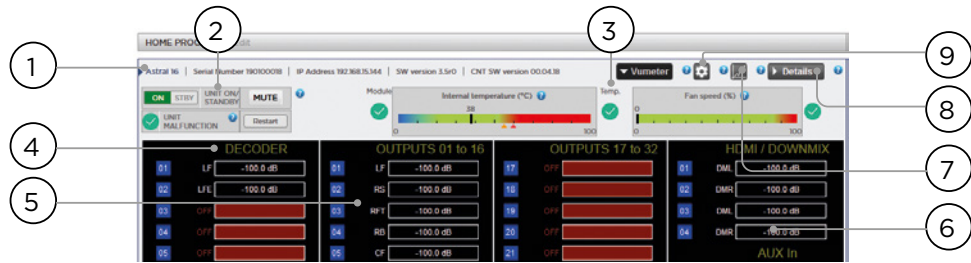 2
3
HOME PRO
9
1
Astral 16 | Serial Number 190100018 | IP Address 192.168.15.144 | SW version 3.5r0 | CNT SW version 00.04.18
Vumeter
?
?
Details
?
ON STBY UNIT ON/STANDBY MUTE ?
Module
Internal temperature (°C) ?
38
0 100
Temp.
Fan speed (%) ?
0
0 100
8
UNIT MALFUNCTION ? Restart
4
DECODER
OUTPUTS 01 to 16
OUTPUTS 17 to 32
HDMI / DOWNMIX
01 LF -100.0 dB 01 LF -100.0 dB 17 OFF 01 DML -100.0 dB
7
02 LFE -100.0 dB 02 RS -100.0 dB 18 OFF 02 DMR -100.0 dB
5
03 OFF 03 RFT -100.0 dB 19 OFF 03 DML -100.0 dB
04 OFF 04 RB -100.0 dB 20 OFF 04 DMR -100.0 dB
6
05 OFF 05 CF -100.0 dB 21 OFF AUX In